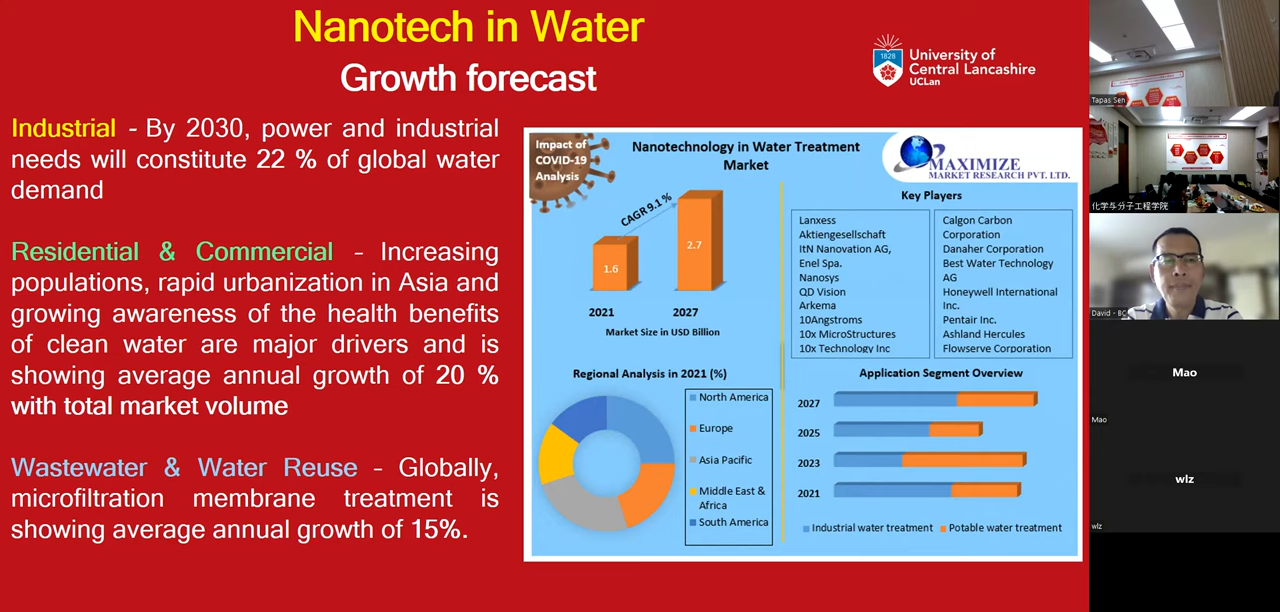 Nanotech in Water
Growth forecast
1828
University of
Central Lancashire
UCLan
Industrial - By 2030, power and industrial
needs will constitute 22 % of global water
demand
Residential & Commercial - Increasing
populations, rapid urbanization in Asia and
growing awareness of the health benefits
of clean water are major drivers and is
showing average annual growth of 20 %
with total market volume
Wastewater & Water Reuse - Globally,
microfiltration membrane treatment is
showing average annual growth of 15%.
Impact of
COVID-19
Analysis
Nanotechnology in Water Treatment
Market
MAXIMIZE
MARKET RESEARCH PVT. LTD.
CAGR 9.1 %
1.6
2.7
2021
2027
Market Size in USD Billion
Key Players
Lanxess
Aktiengesellschaft
ItN Nanovation AG,
Enel Spa.
Nanosys
QD Vision
Arkema
10Angstroms
10x MicroStructures
10x Technology Inc
Calgon Carbon
Corporation
Danaher Corporation
Best Water Technology
AG
Honeywell International
Inc.
Pentair Inc.
Ashland Hercules
Flowserve Corporation
Regional Analysis in 2021 (%)
North America
Europe
Asia Pacific
Middle East &
Africa
South America
Application Segment Overview
2027
2025
2023
2021
Industrial water treatment
Potable water treatment
Tapas Sen
化学与分子工程学院
David - BC
Mao
Mao
wlz
wlz